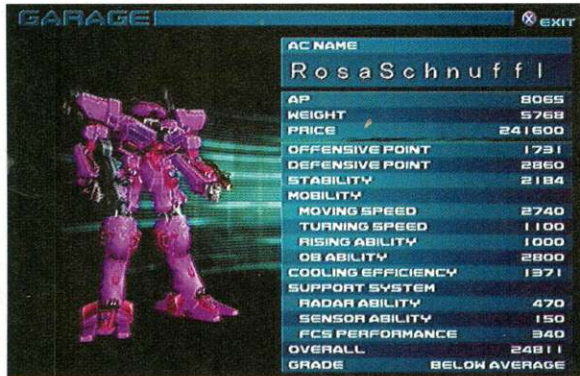 GARAGE
Ⓧ EXIT
AC NAME
RosaSchnuffl
AP 8065
WEIGHT 5768
PRICE 241600
OFFENSIVE POINT 1731
DEFENSIVE POINT 2860
STABILITY 2184
MOBILITY
MOVING SPEED 2740
TURNING SPEED 1100
RISING ABILITY 1000
OB ABILITY 2800
COOLING EFFICIENCY 1371
SUPPORT SYSTEM
RADAR ABILITY 470
SENSOR ABILITY 150
FCS PERFORMANCE 340
OVERALL 24811
GRADE BELOW AVERAGE